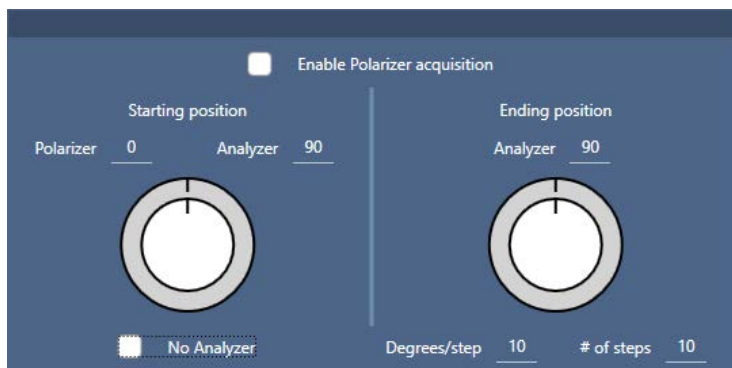 Enable Polarizer acquisition
Starting position
Polarizer 0 Analyzer 90
No Analyzer
Ending position
Analyzer 90
Degrees/step 10 # of steps 10